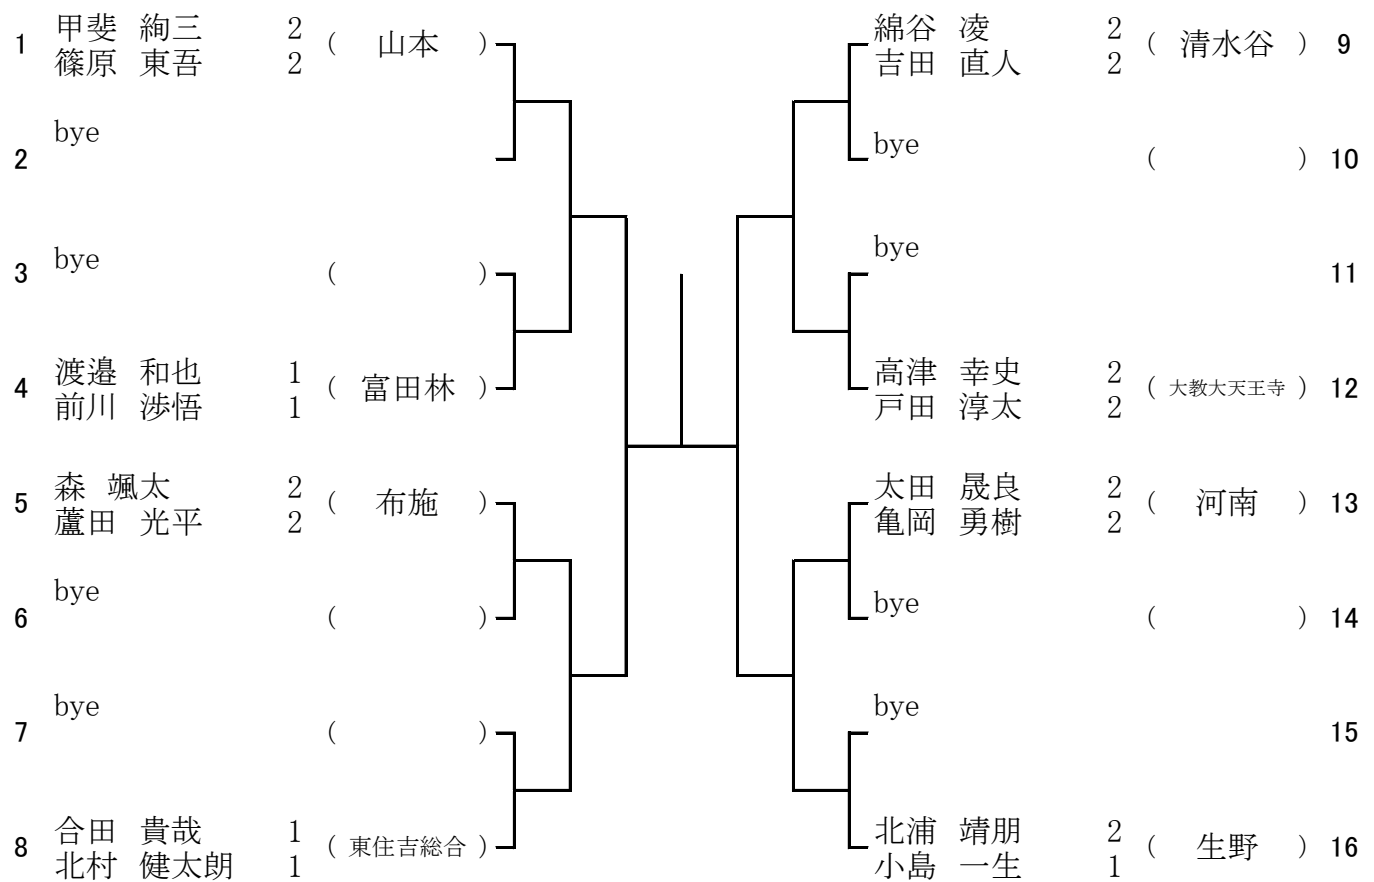 1 甲斐 絢三 2 ( 山本 )
篠原 東吾 2
bye
2
3 bye ( )
4 渡邉 和也 1 ( 富田林 )
前川 渉悟 1
5 森 颯太 2 ( 布施 )
蘆田 光平 2
bye
6 ( )
bye
7 ( )
8 合田 貴哉 1 ( 東住吉総合 )
北村 健太朗 1
綿谷 凌 2 ( 清水谷 ) 9
吉田 直人 2
bye ( ) 10
bye
11
高津 幸史 2 ( 大教大天王寺 ) 12
戸田 淳太 2
太田 晟良 2 ( 河南 ) 13
亀岡 勇樹 2
bye ( ) 14
bye
15
北浦 靖朋 2 ( 生野 ) 16
小島 一生 1